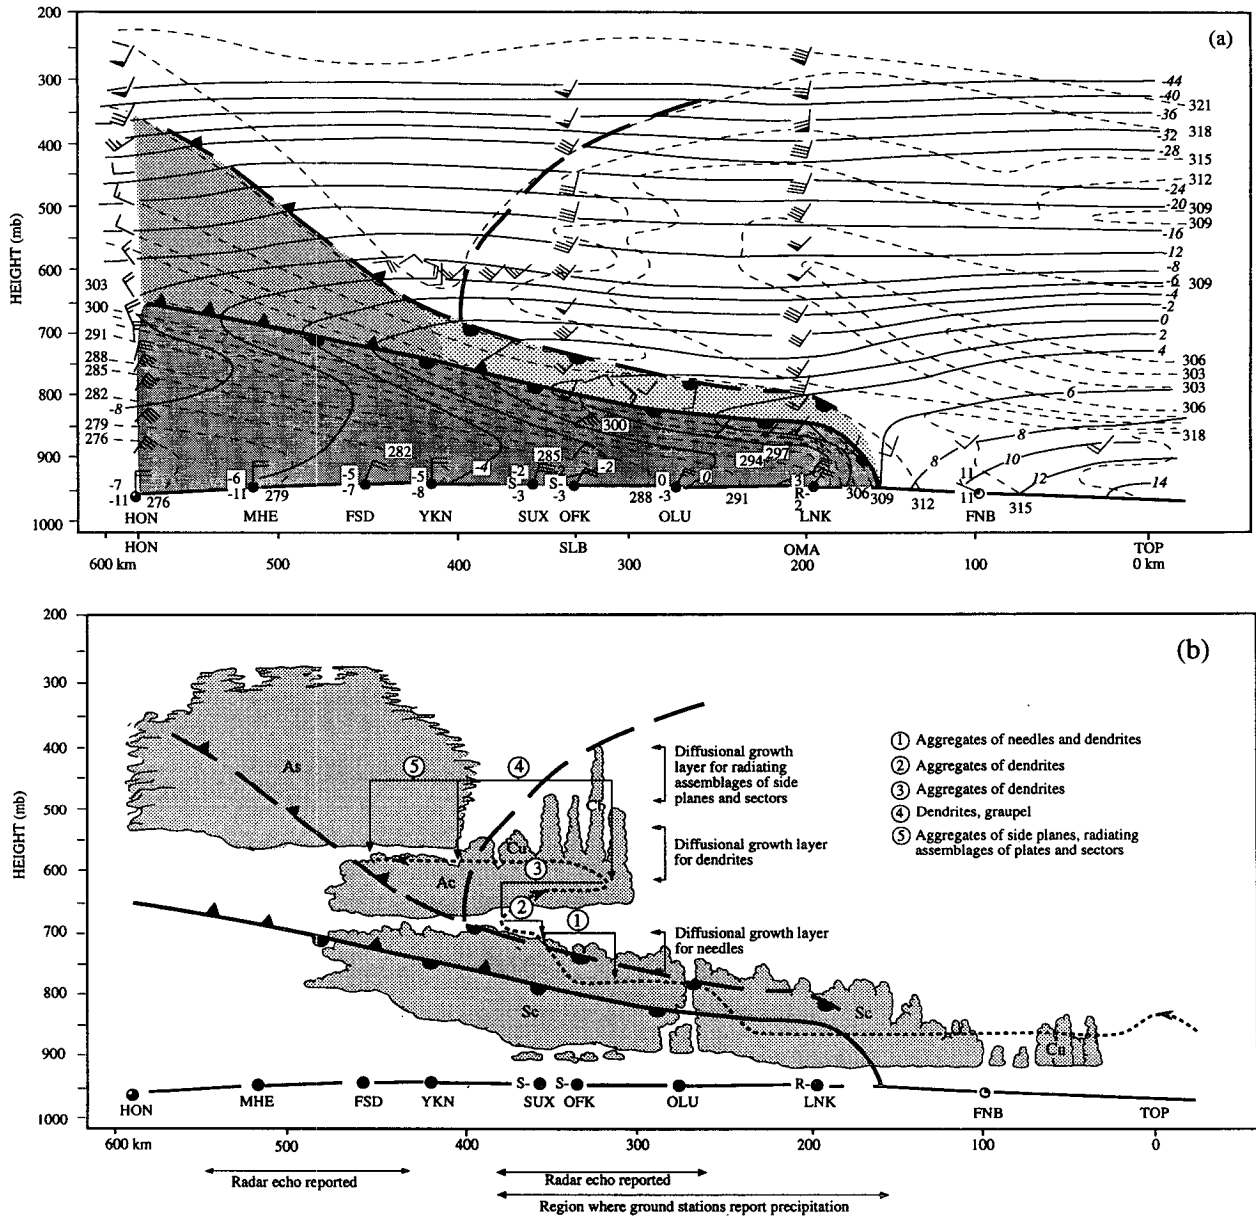 (a)
200
300
400
500
600
700
800
900
1000
HEIGHT (mb)
-44
-40
-36
321
-32
318
-28
315
312
-24
-20
309
309
-16
-12
-8
-6
309
-4
-2
0
2
4
306
303
303
306
318
303
300
291
288
285
282
-8
279
276
6
8
10
12
14
8
300
282
285
-4
-2
294
297
-7
-11
276
-6
-11
279
-5
-7
-5
-8
-2
S-
-3
-2
S-
-3
288
0
-3
0
291
3
R-
2
306
309
312
11
11
315
HON
MHE
FSD
YKN
SUX
OFK
OLU
LNK
FNB
HON
SLB
OMA
TOP
600 km
400
300
200
100
0 km
(b)
200
300
400
500
600
700
800
900
1000
HEIGHT (mb)
As
5
4
Cb
Cu
3
Ac
2
1
Sc
Sc
Cu
Diffusional growth
layer for radiating
assemblages of side
planes and sectors
Diffusional growth layer
for dendrites
Diffusional growth layer
for needles
1 Aggregates of needles and dendrites
2 Aggregates of dendrites
3 Aggregates of dendrites
4 Dendrites, graupel
5 Aggregates of side planes, radiating
assemblages of plates and sectors
S-
S-
R-
HON
MHE
FSD
YKN
SUX
OFK
OLU
LNK
FNB
TOP
600 km
500
400
300
200
100
0
Radar echo reported
Radar echo reported
Region where ground stations report precipitation